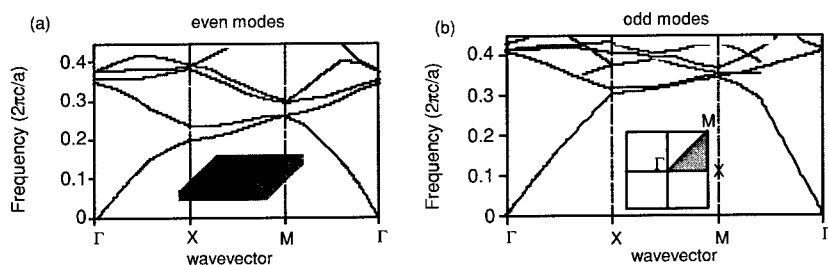 (a)
even modes
Frequency (2πc/a)
0.4
0.3
0.2
0.1
0
Γ
X
M
Γ
wavevector
(b)
odd modes
Frequency (2πc/a)
0.4
0.3
0.2
0.1
0
M
Γ
X
Γ
X
M
Γ
wavevector